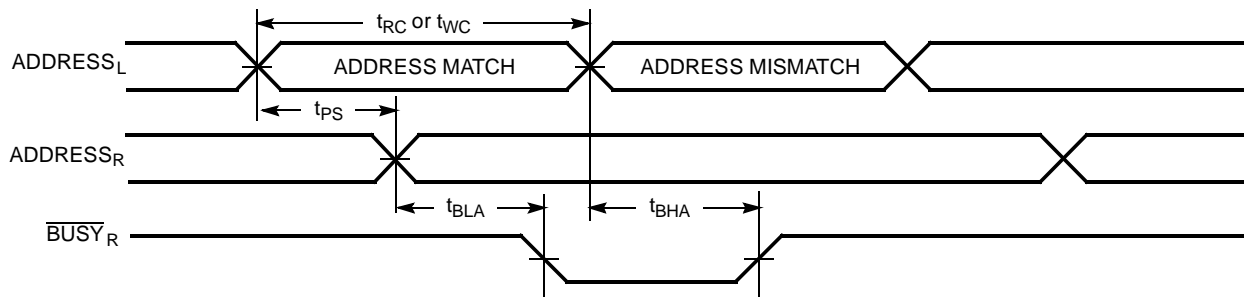 tRC or tWC
ADDRESSL
ADDRESS MATCH
ADDRESS MISMATCH
tPS
ADDRESSR
tBLA
tBHA
BUSYR